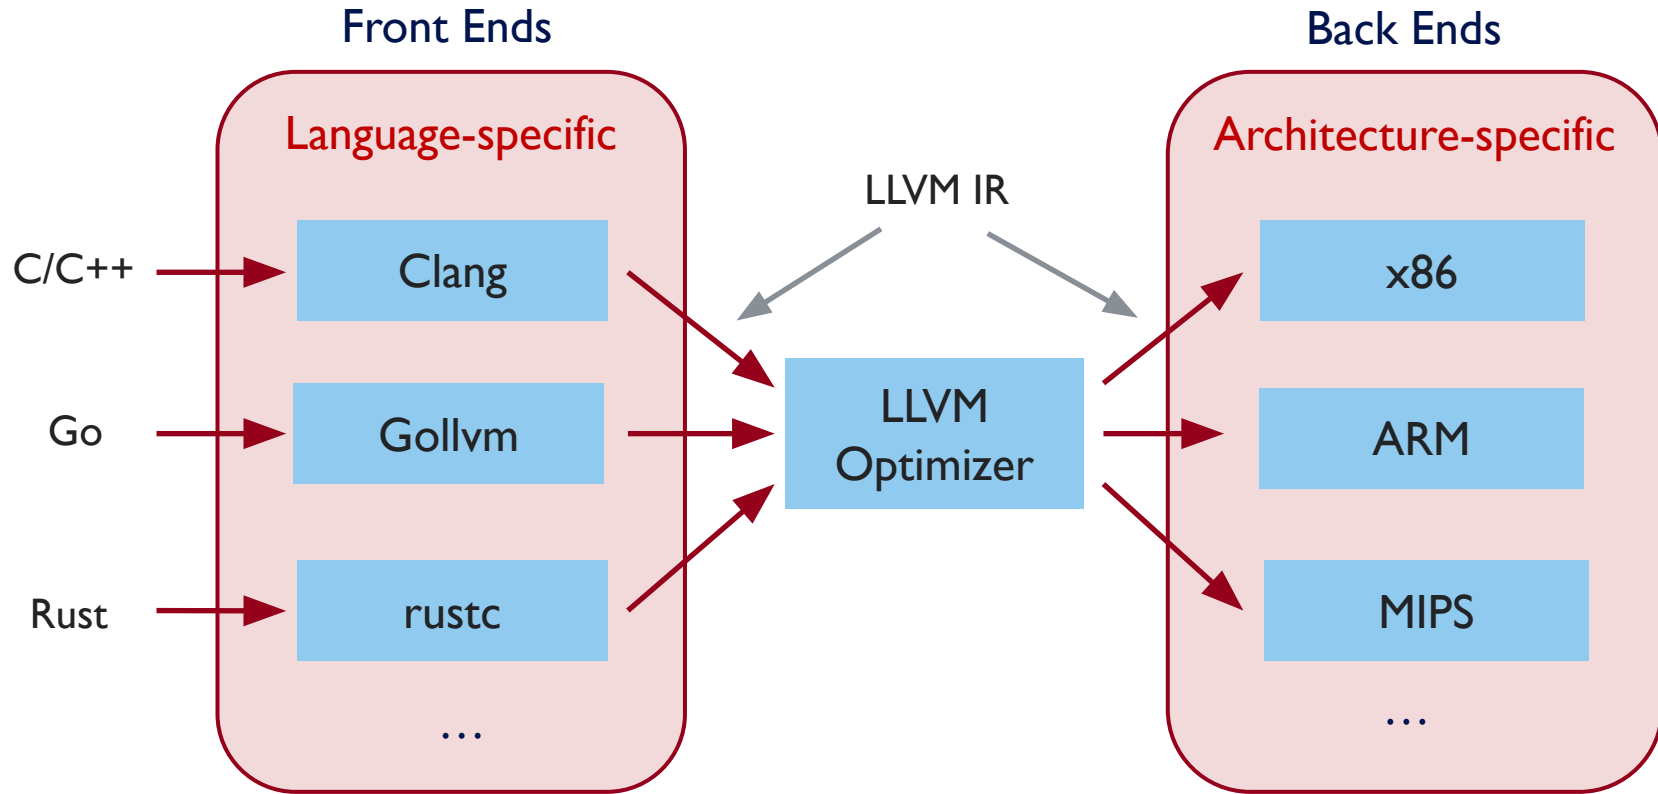 Front Ends
Back Ends
Language-specific
Architecture-specific
LLVM IR
C/C++
Clang
x86
Go
Gollvm
LLVM
Optimizer
ARM
Rust
rustc
MIPS
...
...